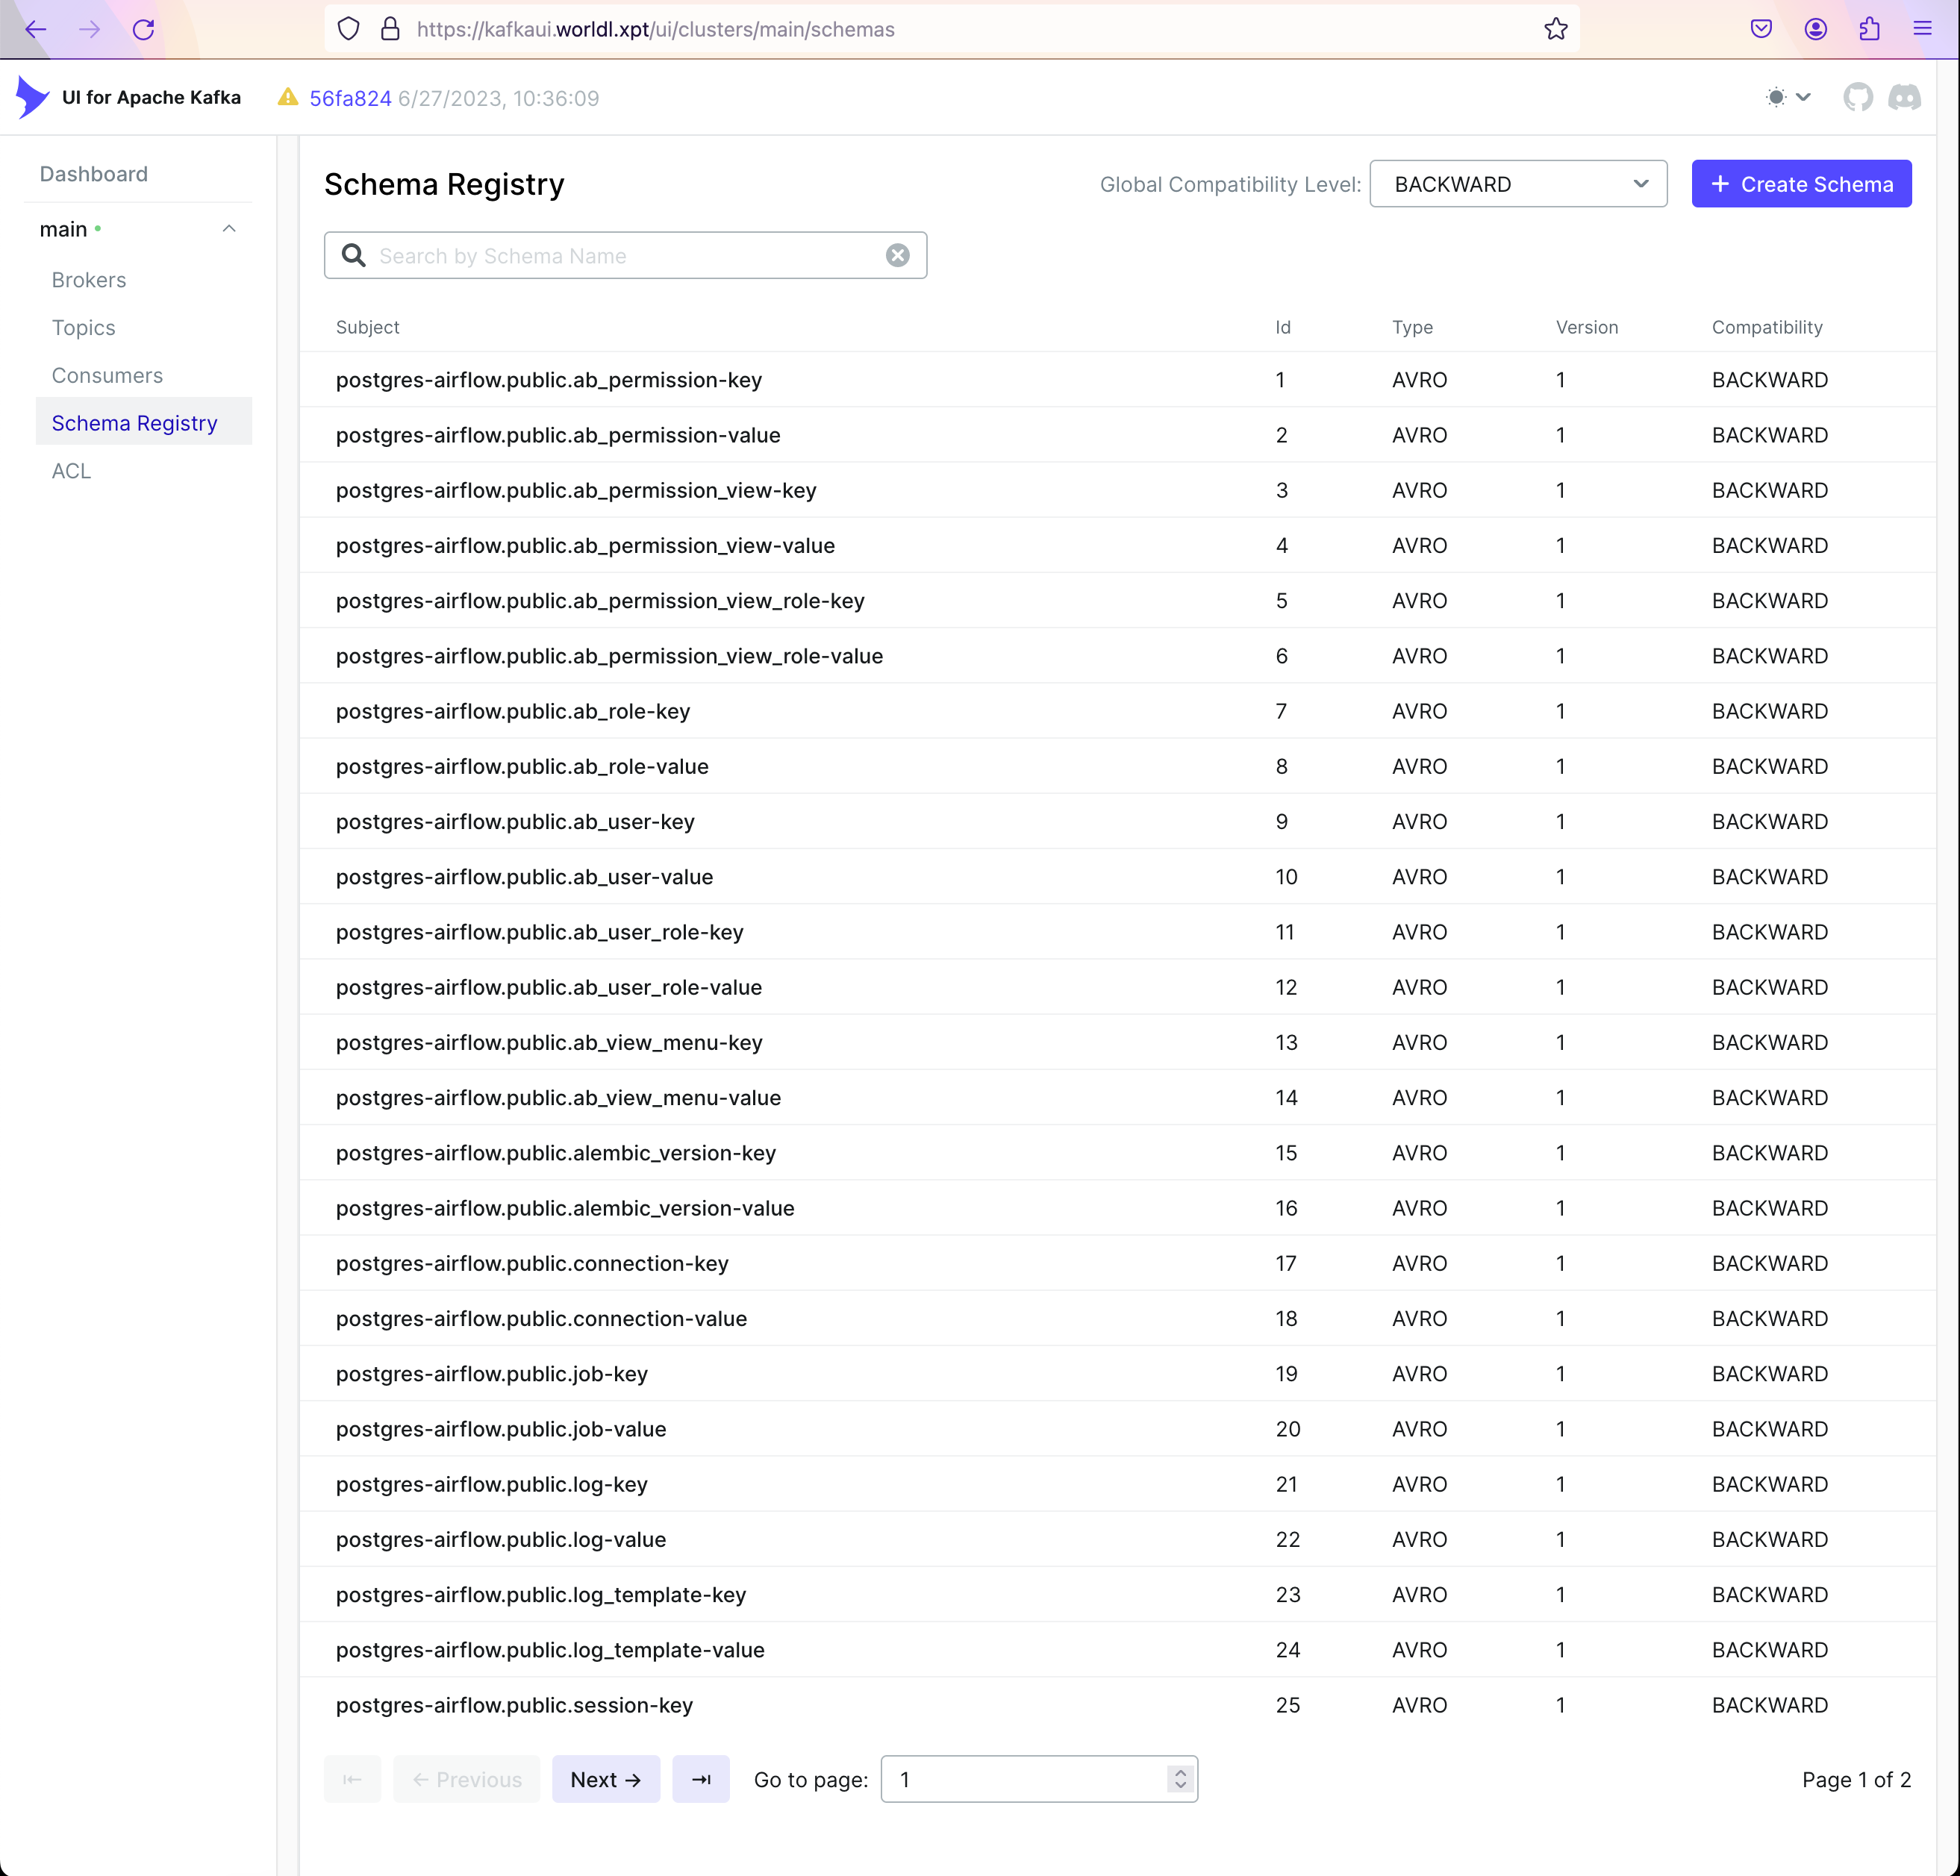 https://kafkaui.worldl.xpt/ui/clusters/main/schemas
UI for Apache Kafka 56fa824 6/27/2023, 10:36:09
Dashboard
main
Brokers
Topics
Consumers
Schema Registry
ACL
Schema Registry Global Compatibility Level: BACKWARD + Create Schema
Search by Schema Name
Subject Id Type Version Compatibility
postgres-airflow.public.ab_permission-key 1 AVRO 1 BACKWARD
postgres-airflow.public.ab_permission-value 2 AVRO 1 BACKWARD
postgres-airflow.public.ab_permission_view-key 3 AVRO 1 BACKWARD
postgres-airflow.public.ab_permission_view-value 4 AVRO 1 BACKWARD
postgres-airflow.public.ab_permission_view_role-key 5 AVRO 1 BACKWARD
postgres-airflow.public.ab_permission_view_role-value 6 AVRO 1 BACKWARD
postgres-airflow.public.ab_role-key 7 AVRO 1 BACKWARD
postgres-airflow.public.ab_role-value 8 AVRO 1 BACKWARD
postgres-airflow.public.ab_user-key 9 AVRO 1 BACKWARD
postgres-airflow.public.ab_user-value 10 AVRO 1 BACKWARD
postgres-airflow.public.ab_user_role-key 11 AVRO 1 BACKWARD
postgres-airflow.public.ab_user_role-value 12 AVRO 1 BACKWARD
postgres-airflow.public.ab_view_menu-key 13 AVRO 1 BACKWARD
postgres-airflow.public.ab_view_menu-value 14 AVRO 1 BACKWARD
postgres-airflow.public.alembic_version-key 15 AVRO 1 BACKWARD
postgres-airflow.public.alembic_version-value 16 AVRO 1 BACKWARD
postgres-airflow.public.connection-key 17 AVRO 1 BACKWARD
postgres-airflow.public.connection-value 18 AVRO 1 BACKWARD
postgres-airflow.public.job-key 19 AVRO 1 BACKWARD
postgres-airflow.public.job-value 20 AVRO 1 BACKWARD
postgres-airflow.public.log-key 21 AVRO 1 BACKWARD
postgres-airflow.public.log-value 22 AVRO 1 BACKWARD
postgres-airflow.public.log_template-key 23 AVRO 1 BACKWARD
postgres-airflow.public.log_template-value 24 AVRO 1 BACKWARD
postgres-airflow.public.session-key 25 AVRO 1 BACKWARD
⇤ ← Previous Next → ⇥ Go to page: 1 Page 1 of 2